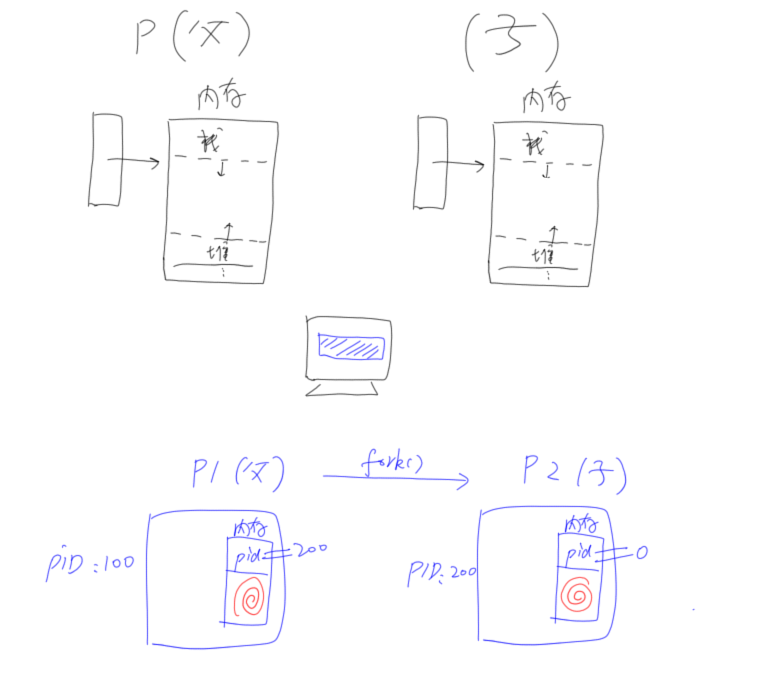 P (父)
(子)
内存
内存
栈
栈
堆
堆
P1 (父)
fork()
P2 (子)
内存
内存
pid = 200
pid = 0
PID:100
PID:200